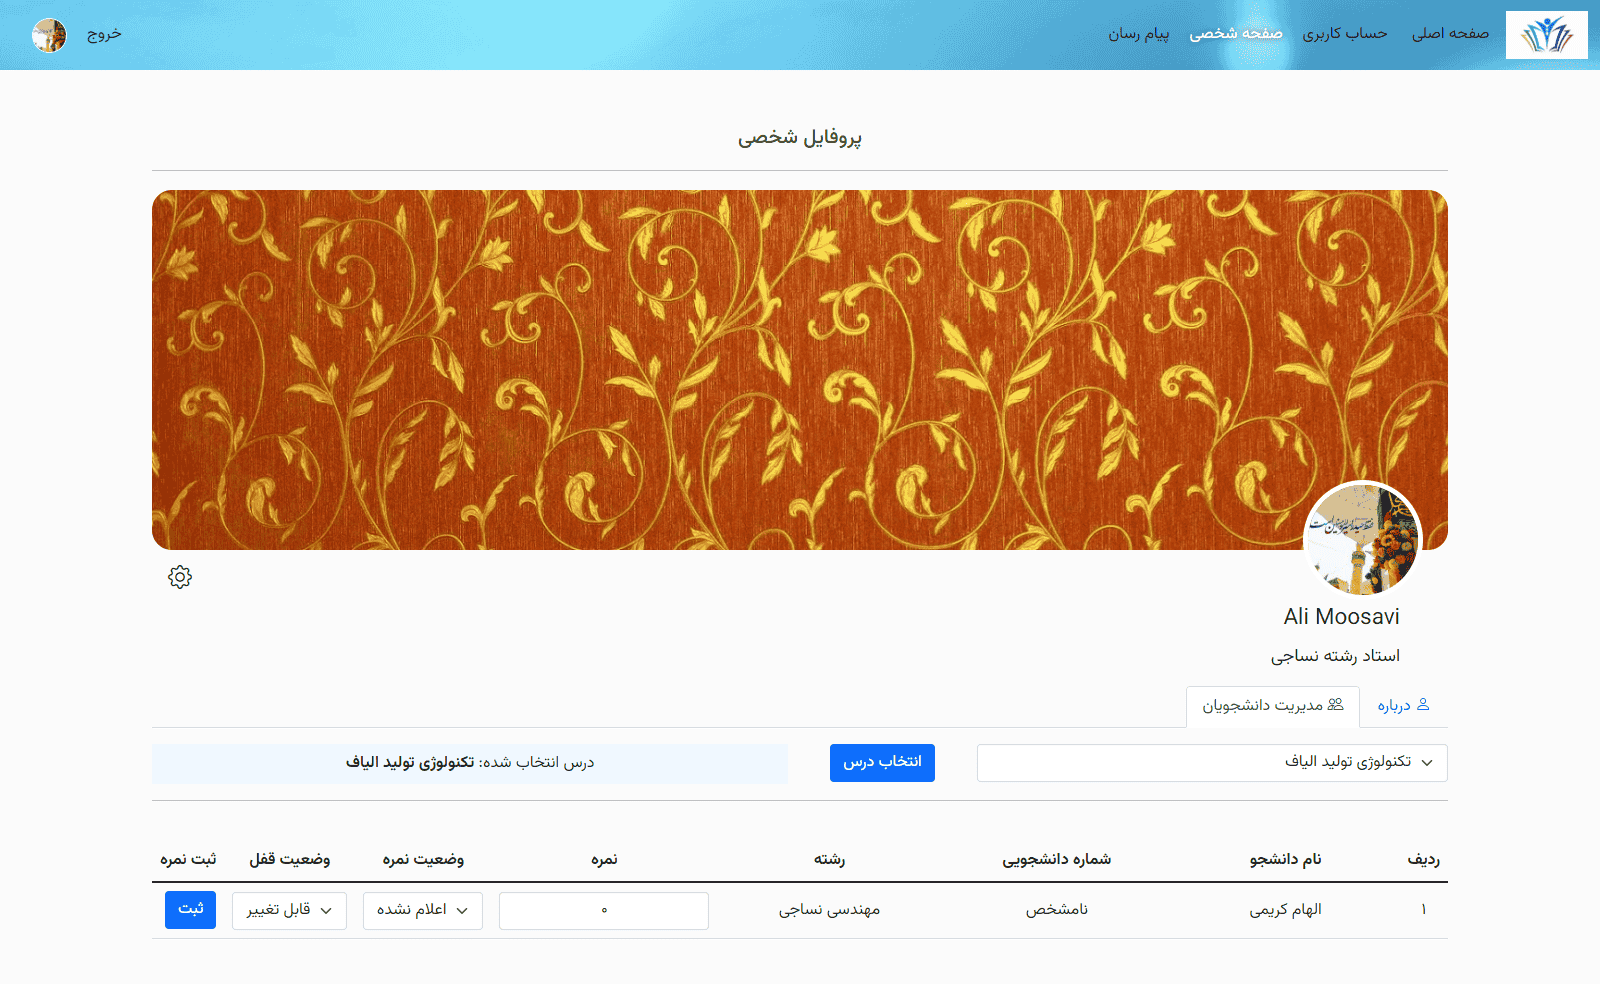 صفحه اصلی حساب کاربری صفحه شخصی پیام رسان خروج
پروفایل شخصی
Ali Moosavi
استاد رشته نساجی
درباره مدیریت دانشجویان
تکنولوژی تولید الیاف انتخاب درس درس انتخاب شده: تکنولوژی تولید الیاف
ردیف نام دانشجو شماره دانشجویی رشته نمره وضعیت نمره وضعیت قفل ثبت نمره
۱ الهام کریمی نامشخص مهندسی نساجی ۰ اعلام نشده قابل تغییر ثبت